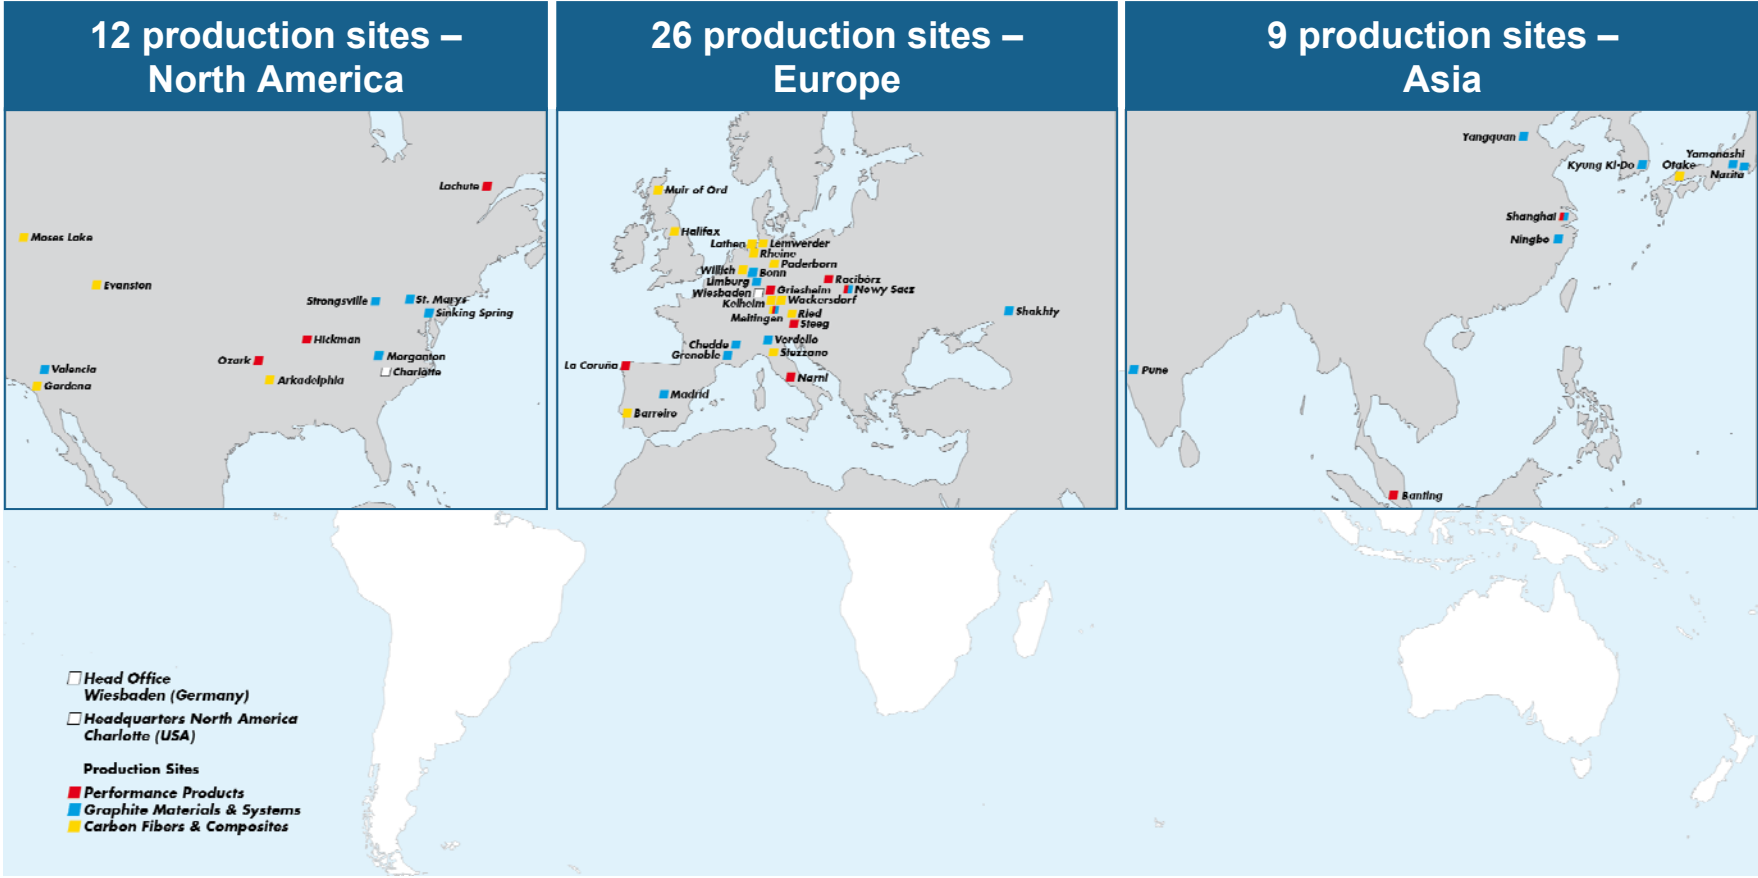 12 production sites –
North America
26 production sites –
Europe
9 production sites –
Asia
Lachute
Moses Lake
Evanston
Strongsville
St. Marys
Sinking Spring
Hickman
Ozark
Morganton
Charlotte
Arkadelphia
Valencia
Gardena
Muir of Ord
Halifax
Lathen
Lemwerder
Rheine
Paderborn
Willich
Bonn
Limburg
Racibórz
Wiesbaden
Griesheim
Nowy Sacz
Kelheim
Wackersdorf
Meitingen
Ried
Steeg
Shakhty
Chedde
Verdello
Grenoble
Stezzano
La Coruña
Narni
Madrid
Barreiro
Yangquan
Kyung Ki-Do
Otake
Yamanashi
Narita
Shanghai
Ningbo
Pune
Banting
Head Office
Wiesbaden (Germany)
Headquarters North America
Charlotte (USA)
Production Sites
Performance Products
Graphite Materials & Systems
Carbon Fibers & Composites